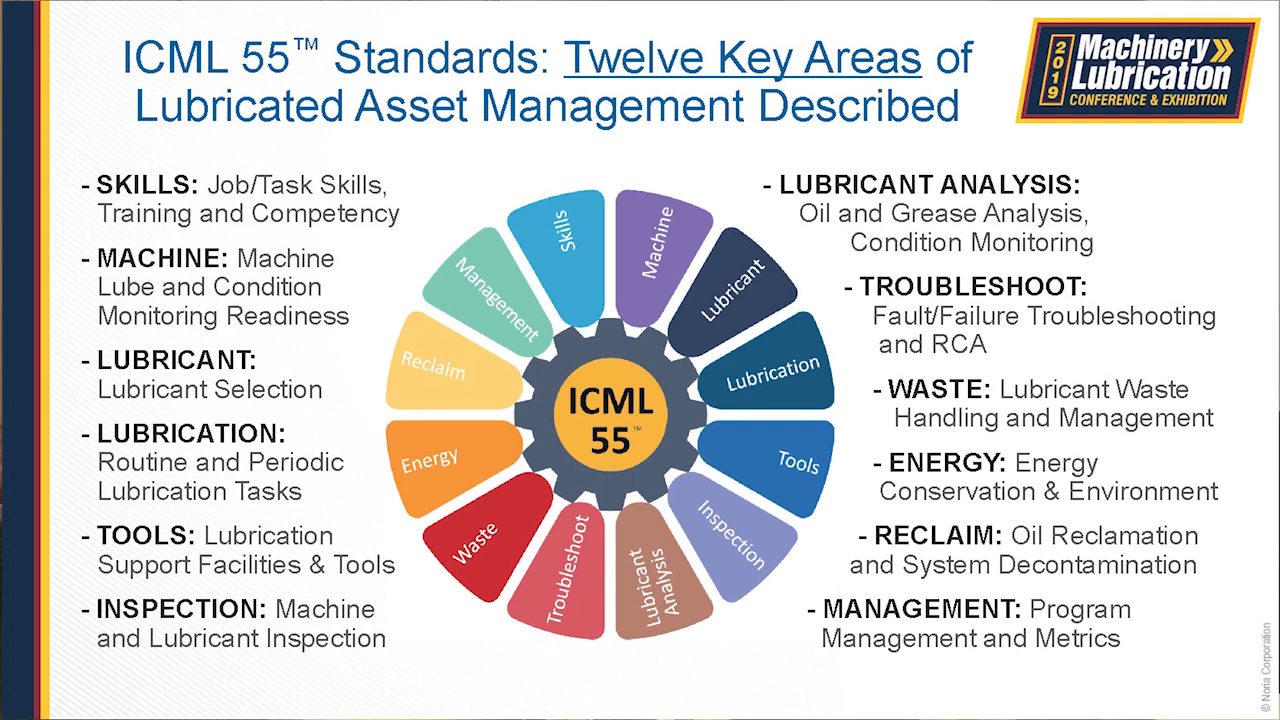 ICML 55™ Standards: Twelve Key Areas of
Lubricated Asset Management Described
2019
Machinery
Lubrication
CONFERENCE & EXHIBITION
- SKILLS: Job/Task Skills,
Training and Competency
- MACHINE: Machine
Lube and Condition
Monitoring Readiness
- LUBRICANT:
Lubricant Selection
- LUBRICATION:
Routine and Periodic
Lubrication Tasks
- TOOLS: Lubrication
Support Facilities & Tools
- INSPECTION: Machine
and Lubricant Inspection
Skills
Machine
Lubricant
Lubrication
Tools
Inspection
Lubricant
Analysis
Troubleshoot
Waste
Energy
Reclaim
Management
ICML
55™
- LUBRICANT ANALYSIS:
Oil and Grease Analysis,
Condition Monitoring
- TROUBLESHOOT:
Fault/Failure Troubleshooting
and RCA
- WASTE: Lubricant Waste
Handling and Management
- ENERGY: Energy
Conservation & Environment
- RECLAIM: Oil Reclamation
and System Decontamination
- MANAGEMENT: Program
Management and Metrics
© Noria Corporation